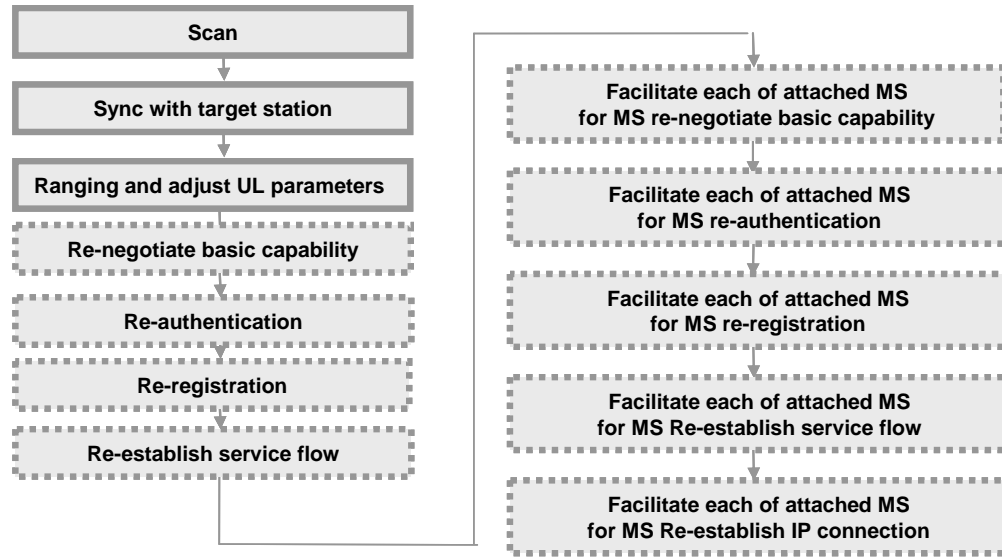 Scan
Sync with target station
Ranging and adjust UL parameters
Re-negotiate basic capability
Re-authentication
Re-registration
Re-establish service flow
Facilitate each of attached MS
for MS re-negotiate basic capability
Facilitate each of attached MS
for MS re-authentication
Facilitate each of attached MS
for MS re-registration
Facilitate each of attached MS
for MS Re-establish service flow
Facilitate each of attached MS
for MS Re-establish IP connection